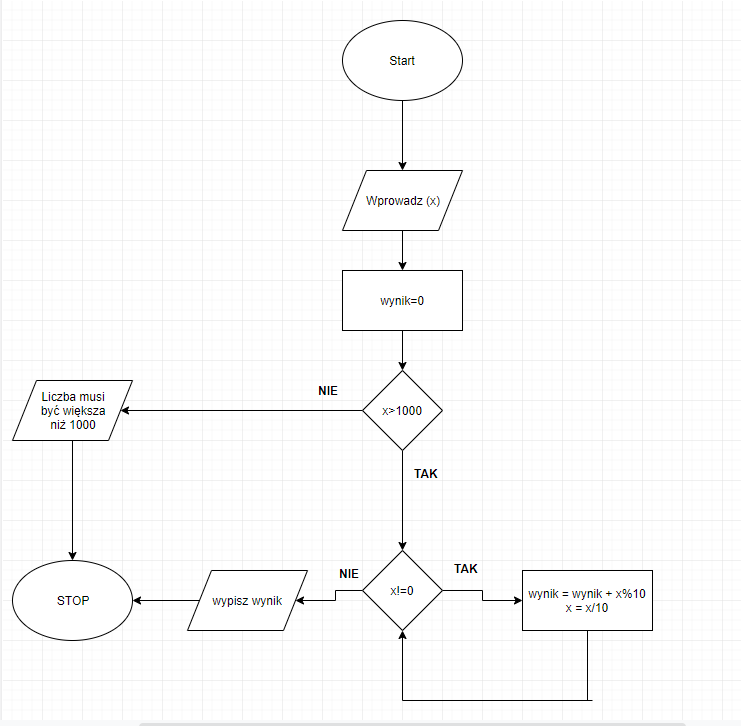 Start
Wprowadz (x)
wynik=0
x>1000
NIE
Liczba musi
być większa
niż 1000
TAK
x!=0
NIE
TAK
wypisz wynik
STOP
wynik = wynik + x%10
x = x/10